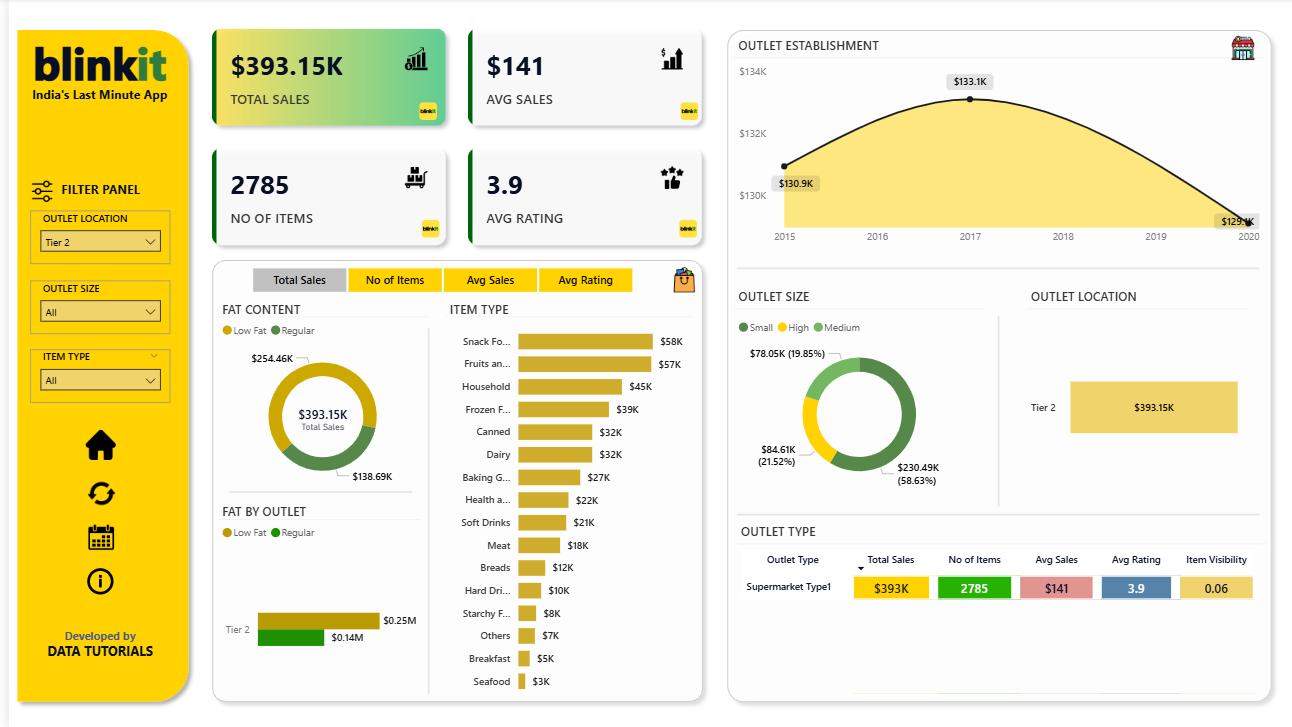 blinkit
India's Last Minute App
FILTER PANEL
OUTLET LOCATION
Tier 2
OUTLET SIZE
All
ITEM TYPE
All
Developed by
DATA TUTORIALS
$393.15K
TOTAL SALES
blinkit
$141
AVG SALES
blinkit
2785
NO OF ITEMS
blinkit
3.9
AVG RATING
blinkit
Total Sales No of Items Avg Sales Avg Rating
FAT CONTENT
Low Fat Regular
$254.46K
$393.15K
Total Sales
$138.69K
FAT BY OUTLET
Low Fat Regular
Tier 2
$0.25M
$0.14M
ITEM TYPE
Snack Fo... $58K
Fruits an... $57K
Household $45K
Frozen F... $39K
Canned $32K
Dairy $32K
Baking G... $27K
Health a... $22K
Soft Drinks $21K
Meat $18K
Breads $12K
Hard Dri... $10K
Starchy F... $8K
Others $7K
Breakfast $5K
Seafood $3K
OUTLET ESTABLISHMENT
$134K
$132K
$130K
$130.9K
$133.1K
$129.1K
2015 2016 2017 2018 2019 2020
OUTLET SIZE
Small High Medium
$78.05K (19.85%)
$84.61K
(21.52%)
$230.49K
(58.63%)
OUTLET LOCATION
Tier 2 $393.15K
OUTLET TYPE
Outlet Type Total Sales No of Items Avg Sales Avg Rating Item Visibility
Supermarket Type1 $393K 2785 $141 3.9 0.06